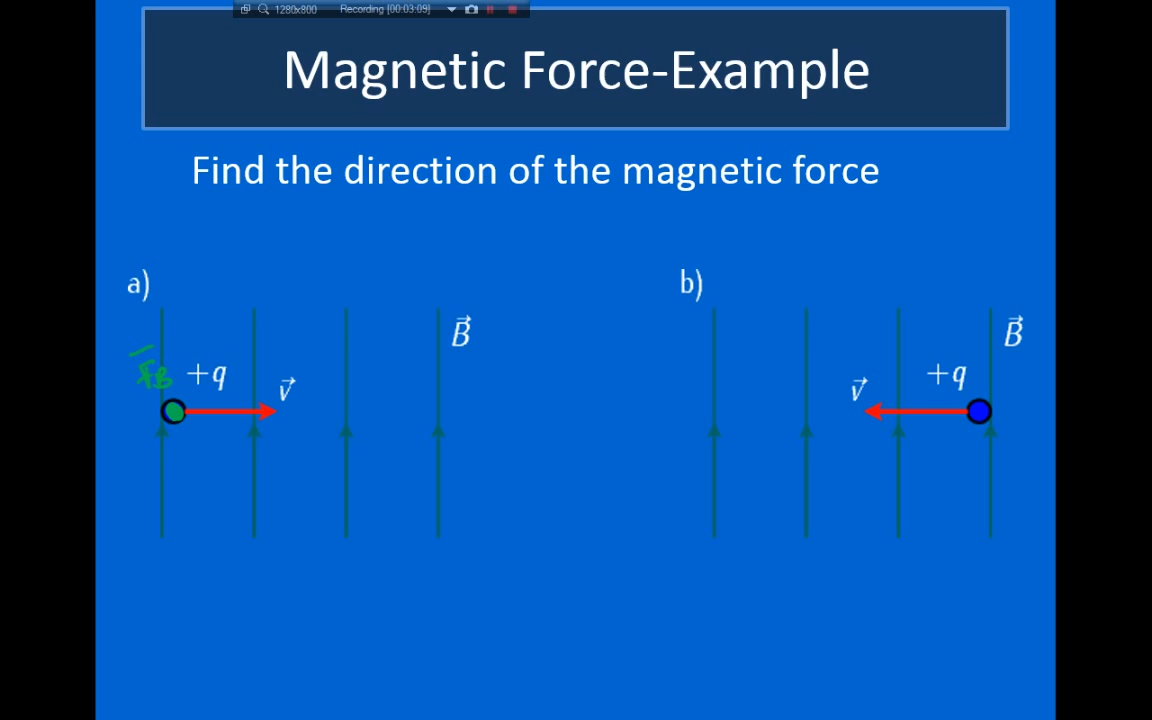 1280x800 Recording [00:03:09]
Magnetic Force-Example
Find the direction of the magnetic force
a)
b)
B⃗
B⃗
F̅B
+q
+q
v⃗
v⃗